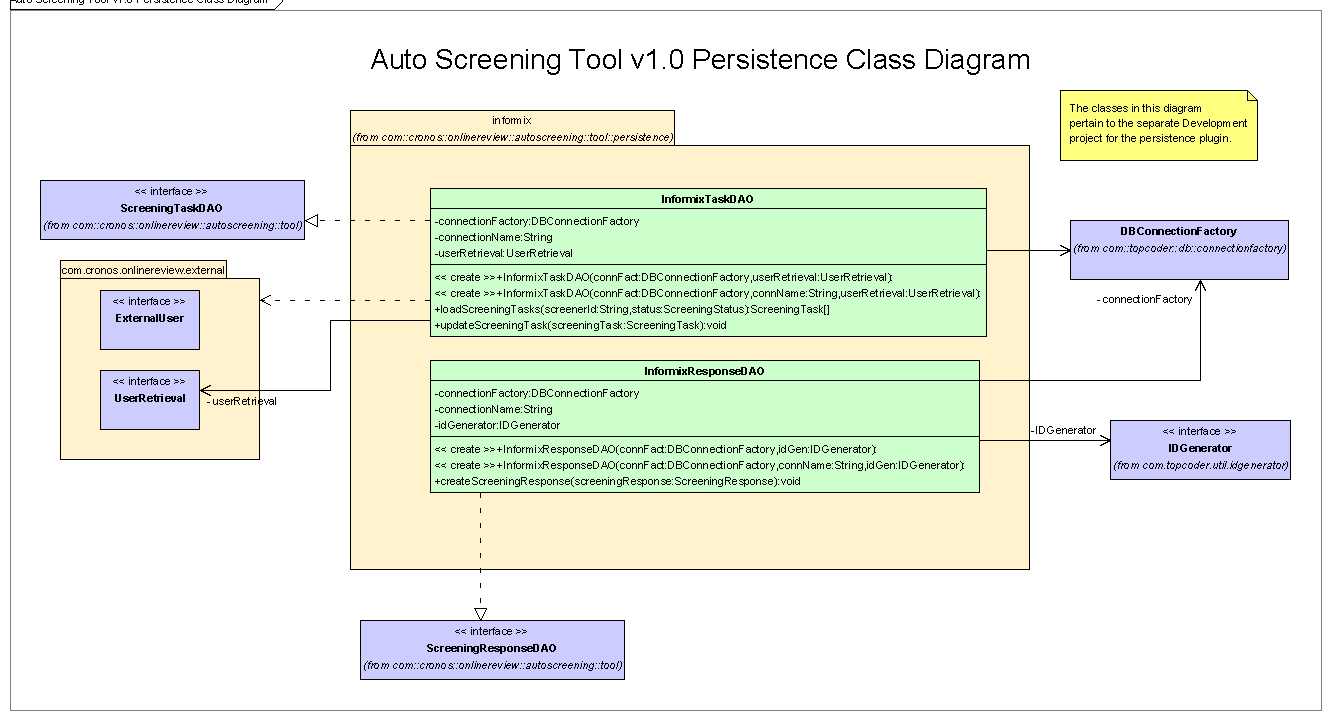 Auto Screening Tool v1.0 Persistence Class Diagram
Auto Screening Tool v1.0 Persistence Class Diagram
The classes in this diagram
pertain to the separate Development
project for the persistence plugin.
informix
(from com::cronos::onlinereview::autoscreening::tool::persistence)
<< interface >>
ScreeningTaskDAO
(from com::cronos::onlinereview::autoscreening::tool)
InformixTaskDAO
-connectionFactory:DBConnectionFactory
-connectionName:String
-userRetrieval:UserRetrieval
<< create >>+InformixTaskDAO(connFact:DBConnectionFactory,userRetrieval:UserRetrieval):
<< create >>+InformixTaskDAO(connFact:DBConnectionFactory,connName:String,userRetrieval:UserRetrieval):
+loadScreeningTasks(screenerId:String,status:ScreeningStatus):ScreeningTask[]
+updateScreeningTask(screeningTask:ScreeningTask):void
DBConnectionFactory
(from com::topcoder::db::connectionfactory)
- connectionFactory
com.cronos.onlinereview.external
<< interface >>
ExternalUser
<< interface >>
UserRetrieval
- userRetrieval
InformixResponseDAO
-connectionFactory:DBConnectionFactory
-connectionName:String
-idGenerator:IDGenerator
<< create >>+InformixResponseDAO(connFact:DBConnectionFactory,idGen:IDGenerator):
<< create >>+InformixResponseDAO(connFact:DBConnectionFactory,connName:String,idGen:IDGenerator):
+createScreeningResponse(screeningResponse:ScreeningResponse):void
-IDGenerator
<< interface >>
IDGenerator
(from com.topcoder.util.idgenerator)
<< interface >>
ScreeningResponseDAO
(from com::cronos::onlinereview::autoscreening::tool)